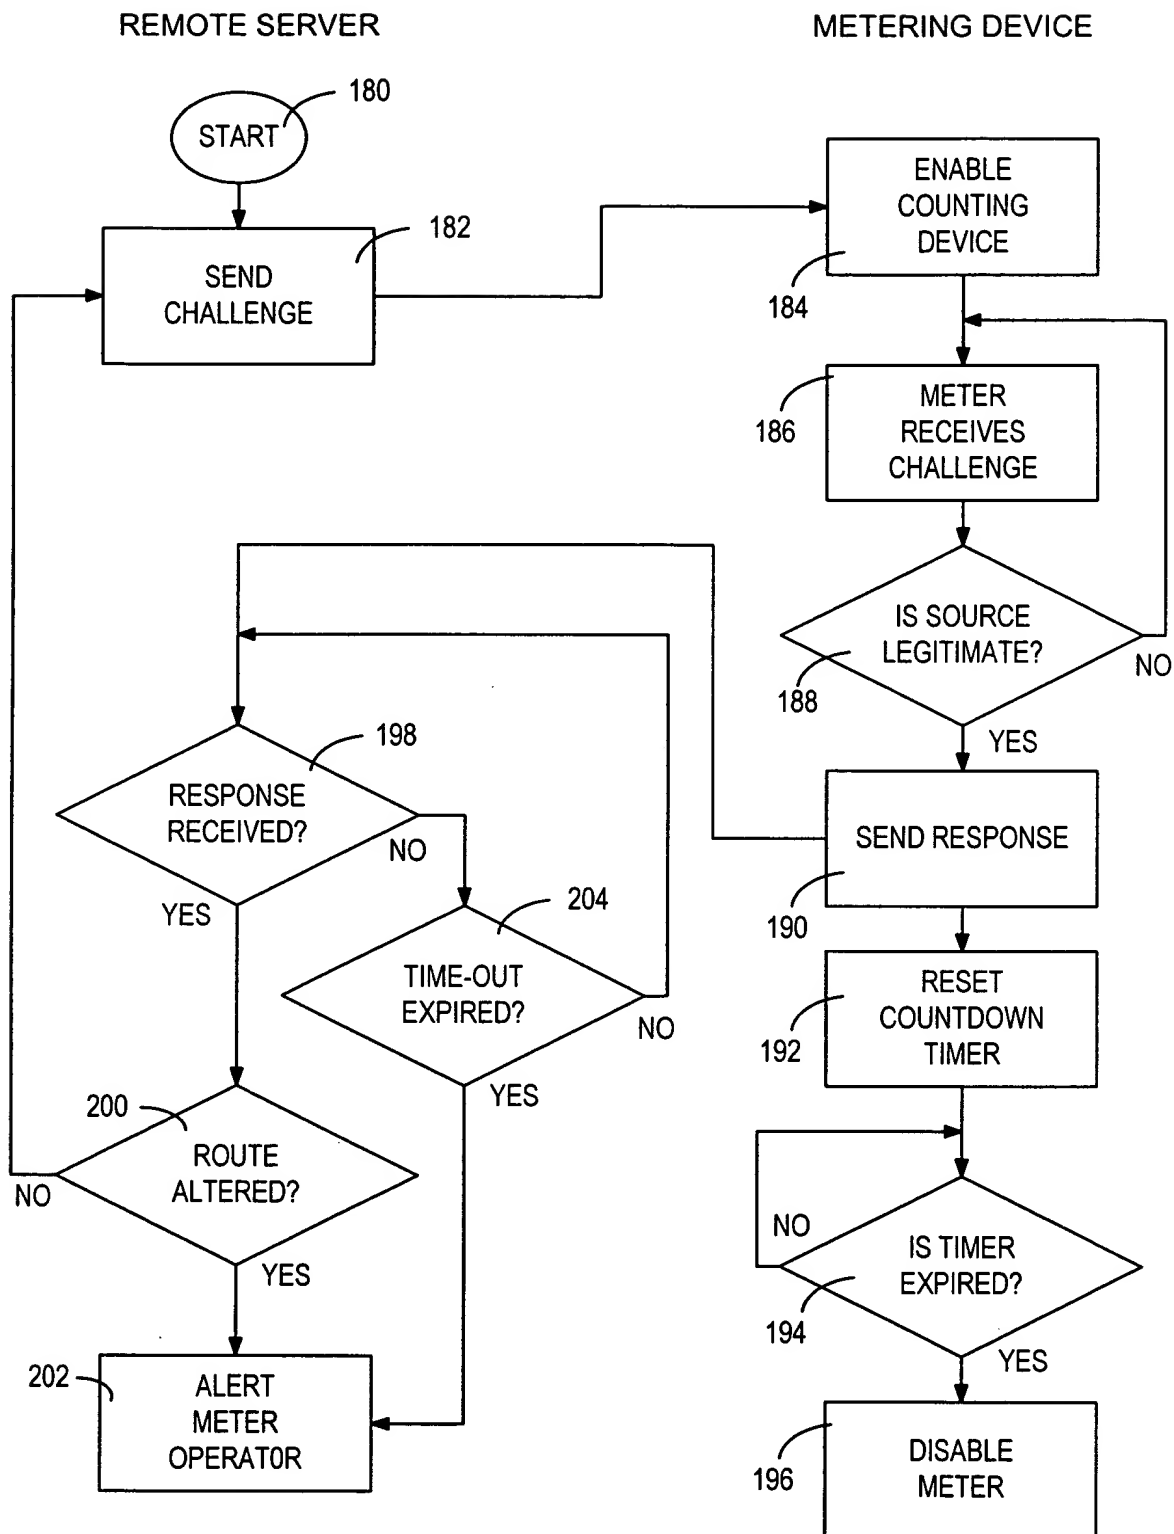 REMOTE SERVER
METERING DEVICE
180
START
182
SEND
CHALLENGE
ENABLE
COUNTING
DEVICE
184
METER
RECEIVES
CHALLENGE
186
IS SOURCE
LEGITIMATE?
188
NO
YES
SEND RESPONSE
190
RESET
COUNTDOWN
TIMER
192
NO
IS TIMER
EXPIRED?
194
YES
DISABLE
METER
196
198
RESPONSE
RECEIVED?
NO
YES
204
TIME-OUT
EXPIRED?
NO
YES
200
ROUTE
ALTERED?
NO
YES
202
ALERT
METER
OPERATOR